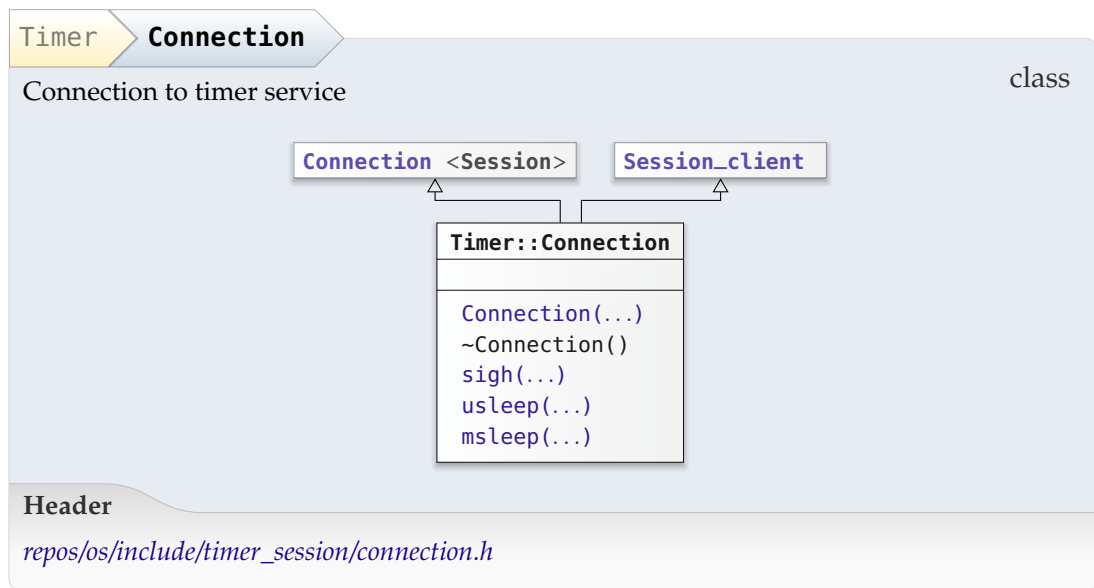 Timer Connection
class
Connection to timer service
Connection <Session> Session_client
Timer::Connection
Connection(...)
~Connection()
sigh(...)
usleep(...)
msleep(...)
Header
repos/os/include/timer_session/connection.h